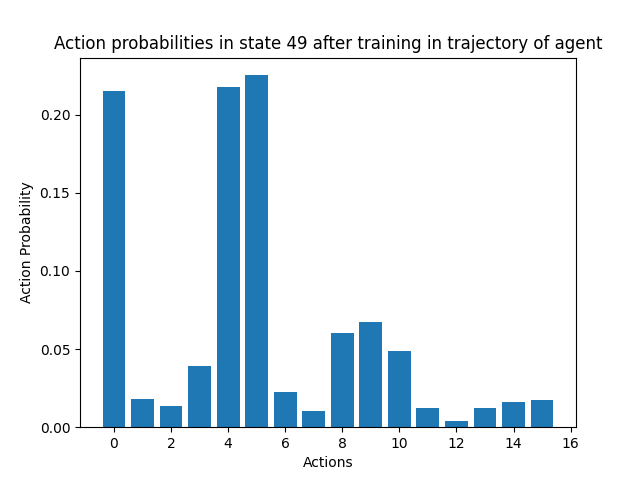 Action probabilities in state 49 after training in trajectory of agent
0.20
0.15
0.10
0.05
0.00
Action Probability
0 2 4 6 8 10 12 14 16
Actions